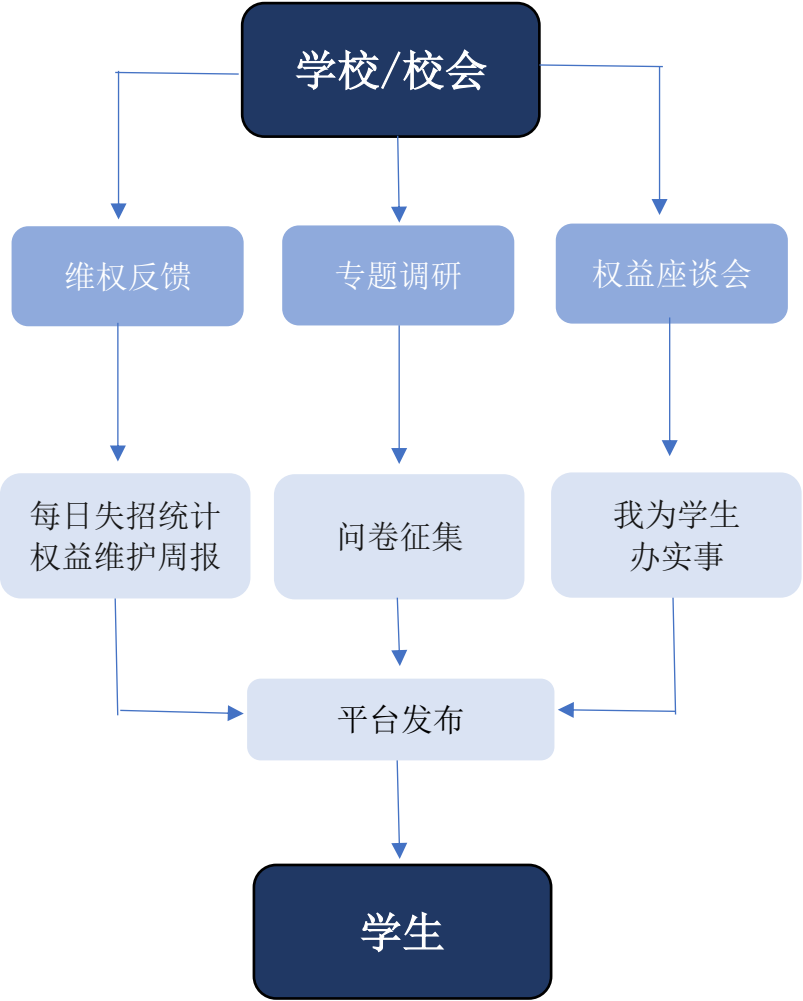 学校/校会
维权反馈
专题调研
权益座谈会
每日失招统计
权益维护周报
问卷征集
我为学生
办实事
平台发布
学生